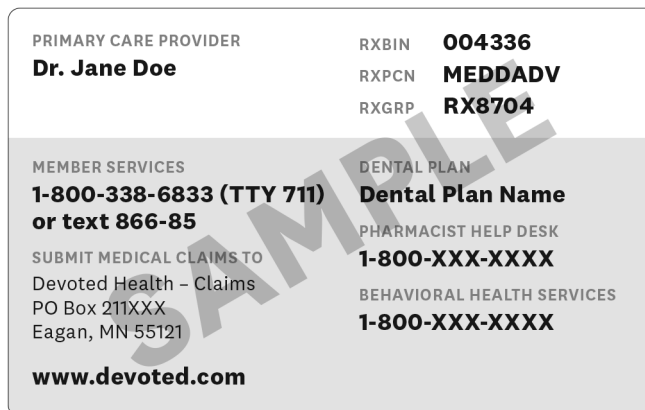 PRIMARY CARE PROVIDER
Dr. Jane Doe
RXBIN 004336
RXPCN MEDDADV
RXGRP RX8704
MEMBER SERVICES
1-800-338-6833 (TTY 711)
or text 866-85
SUBMIT MEDICAL CLAIMS TO
Devoted Health – Claims
PO Box 211XXX
Eagan, MN 55121
www.devoted.com
DENTAL PLAN
Dental Plan Name
PHARMACIST HELP DESK
1-800-XXX-XXXX
BEHAVIORAL HEALTH SERVICES
1-800-XXX-XXXX
SAMPLE